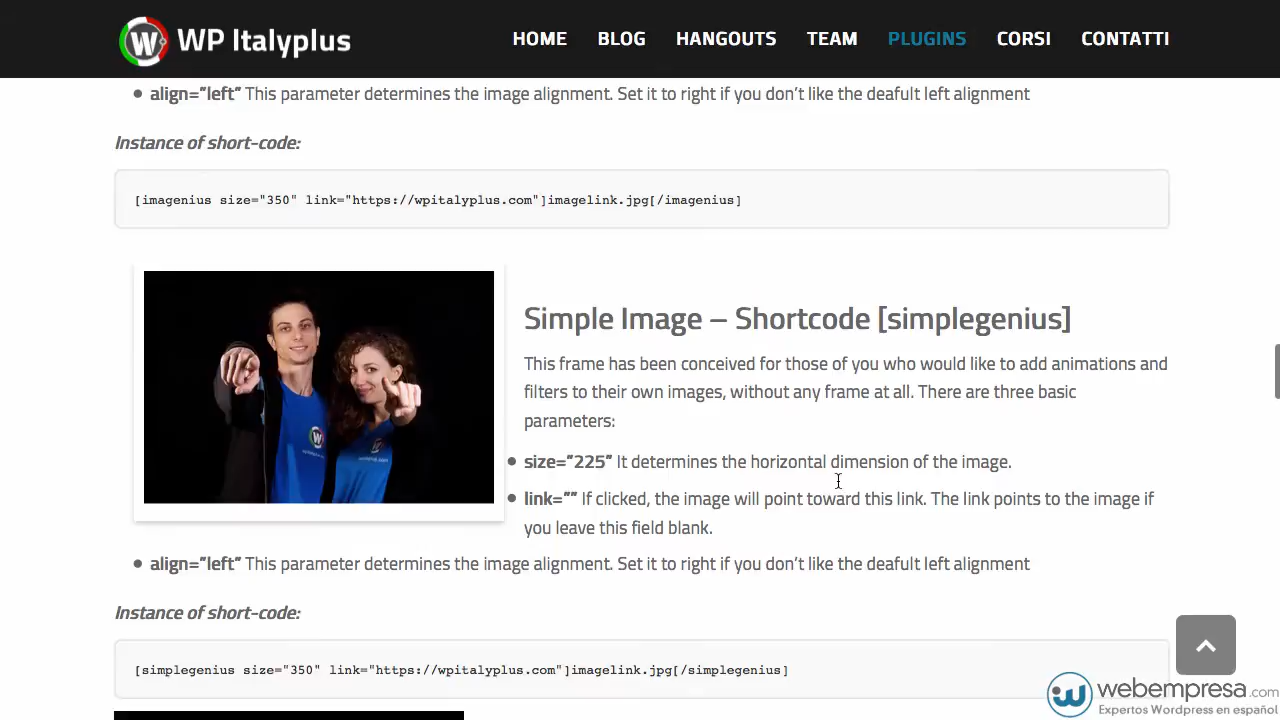 W WP Italyplus
HOME BLOG HANGOUTS TEAM PLUGINS CORSI CONTATTI
align=”left” This parameter determines the image alignment. Set it to right if you don’t like the deafult left alignment
Instance of short-code:
[imagenius size="350" link="https://wpitalyplus.com"]imagelink.jpg[/imagenius]
Simple Image – Shortcode [simplegenius]
This frame has been conceived for those of you who would like to add animations and
filters to their own images, without any frame at all. There are three basic
parameters:
size=”225” It determines the horizontal dimension of the image.
link=”” If clicked, the image will point toward this link. The link points to the image if
you leave this field blank.
align=”left” This parameter determines the image alignment. Set it to right if you don’t like the deafult left alignment
Instance of short-code:
[simplegenius size="350" link="https://wpitalyplus.com"]imagelink.jpg[/simplegenius]
webempresa.com
Expertos Wordpress en español